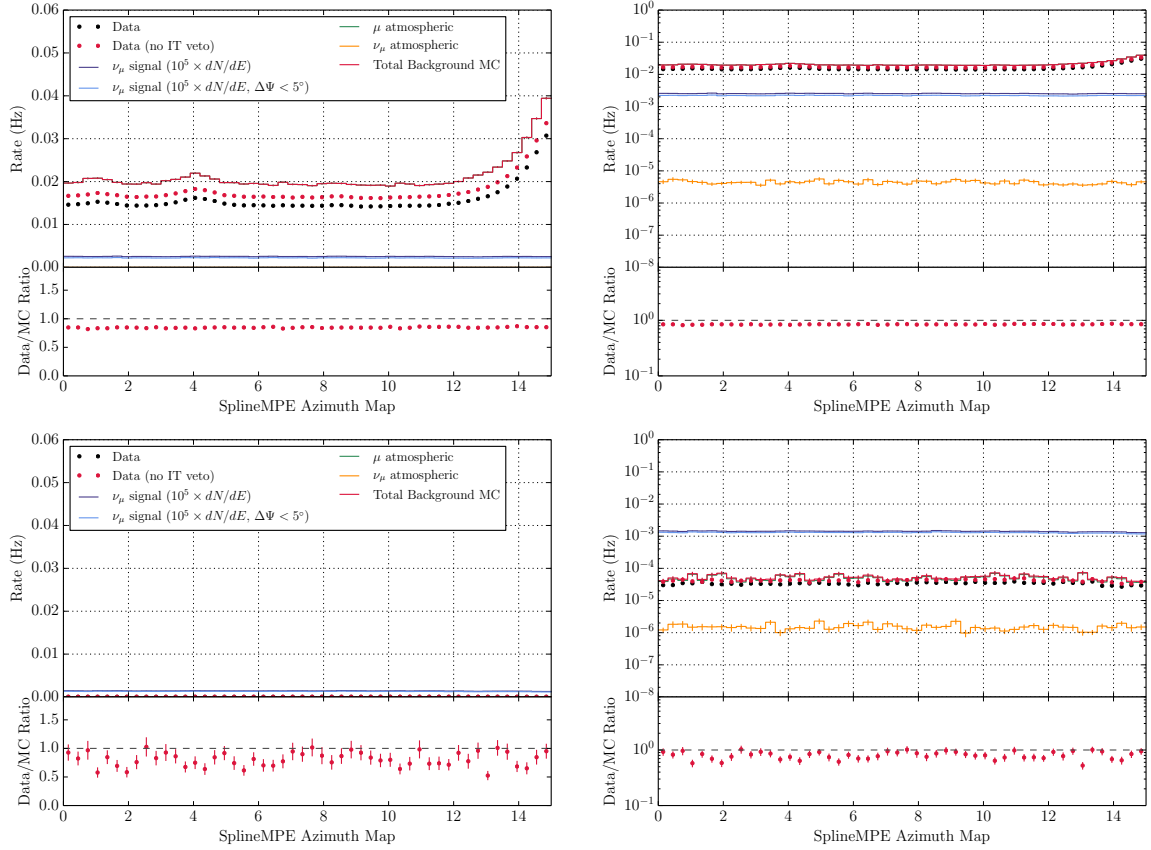 0.06
0.05
0.04
0.03
0.02
0.01
0.00
Rate (Hz)
Data
Data (no IT veto)
νμ signal (10⁵ × dN/dE)
νμ signal (10⁵ × dN/dE, ΔΨ < 5°)
μ atmospheric
νμ atmospheric
Total Background MC
1.5
1.0
0.5
0.0
Data/MC Ratio
0 2 4 6 8 10 12 14
SplineMPE Azimuth Map
10⁰
10⁻¹
10⁻²
10⁻³
10⁻⁴
10⁻⁵
10⁻⁶
10⁻⁷
10⁻⁸
Rate (Hz)
10⁰
10⁻¹
Data/MC Ratio
0 2 4 6 8 10 12 14
SplineMPE Azimuth Map
0.06
0.05
0.04
0.03
0.02
0.01
0.00
Rate (Hz)
Data
Data (no IT veto)
νμ signal (10⁵ × dN/dE)
νμ signal (10⁵ × dN/dE, ΔΨ < 5°)
μ atmospheric
νμ atmospheric
Total Background MC
1.5
1.0
0.5
0.0
Data/MC Ratio
0 2 4 6 8 10 12 14
SplineMPE Azimuth Map
10⁰
10⁻¹
10⁻²
10⁻³
10⁻⁴
10⁻⁵
10⁻⁶
10⁻⁷
10⁻⁸
Rate (Hz)
10⁰
10⁻¹
Data/MC Ratio
0 2 4 6 8 10 12 14
SplineMPE Azimuth Map